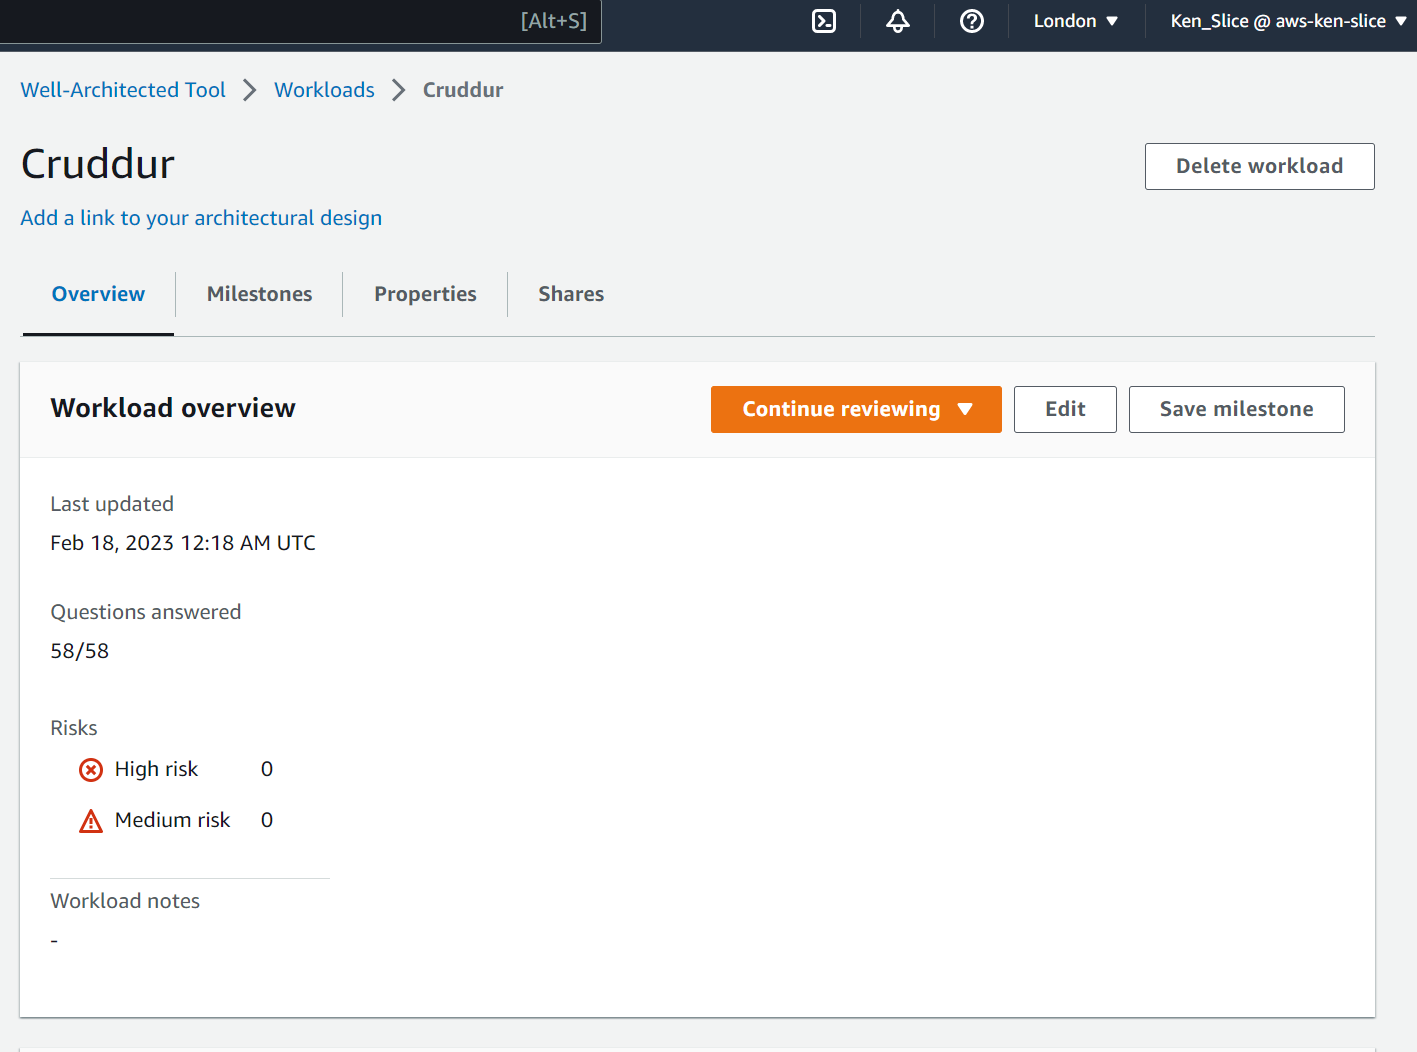 [Alt+S]
London
Ken_Slice @ aws-ken-slice
Well-Architected Tool
Workloads
Cruddur
Cruddur
Delete workload
Add a link to your architectural design
Overview
Milestones
Properties
Shares
Workload overview
Continue reviewing
Edit
Save milestone
Last updated
Feb 18, 2023 12:18 AM UTC
Questions answered
58/58
Risks
High risk 0
Medium risk 0
Workload notes
-